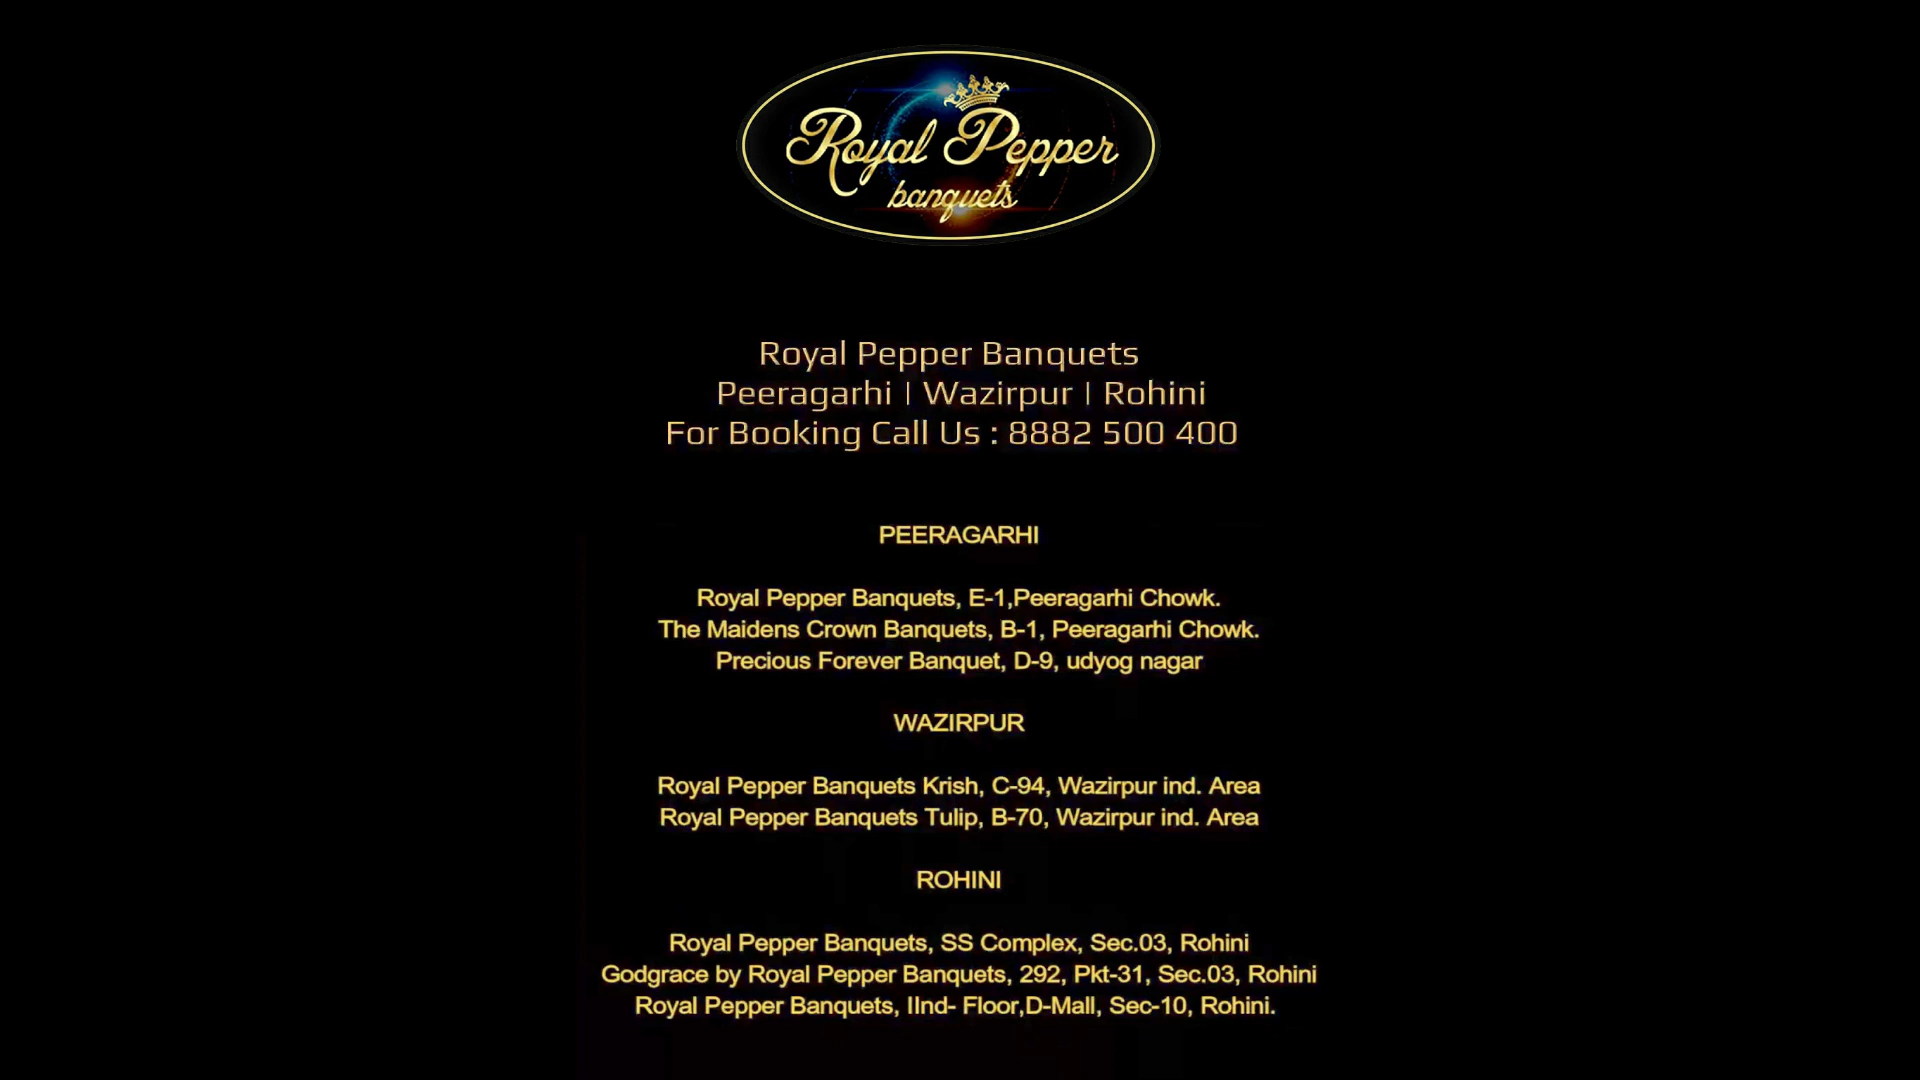 Royal Pepper
banquets
Royal Pepper Banquets
Peeragarhi | Wazirpur | Rohini
For Booking Call Us : 8882 500 400
PEERAGARHI
Royal Pepper Banquets, E-1,Peeragarhi Chowk.
The Maidens Crown Banquets, B-1, Peeragarhi Chowk.
Precious Forever Banquet, D-9, udyog nagar
WAZIRPUR
Royal Pepper Banquets Krish, C-94, Wazirpur ind. Area
Royal Pepper Banquets Tulip, B-70, Wazirpur ind. Area
ROHINI
Royal Pepper Banquets, SS Complex, Sec.03, Rohini
Godgrace by Royal Pepper Banquets, 292, Pkt-31, Sec.03, Rohini
Royal Pepper Banquets, IInd- Floor,D-Mall, Sec-10, Rohini.